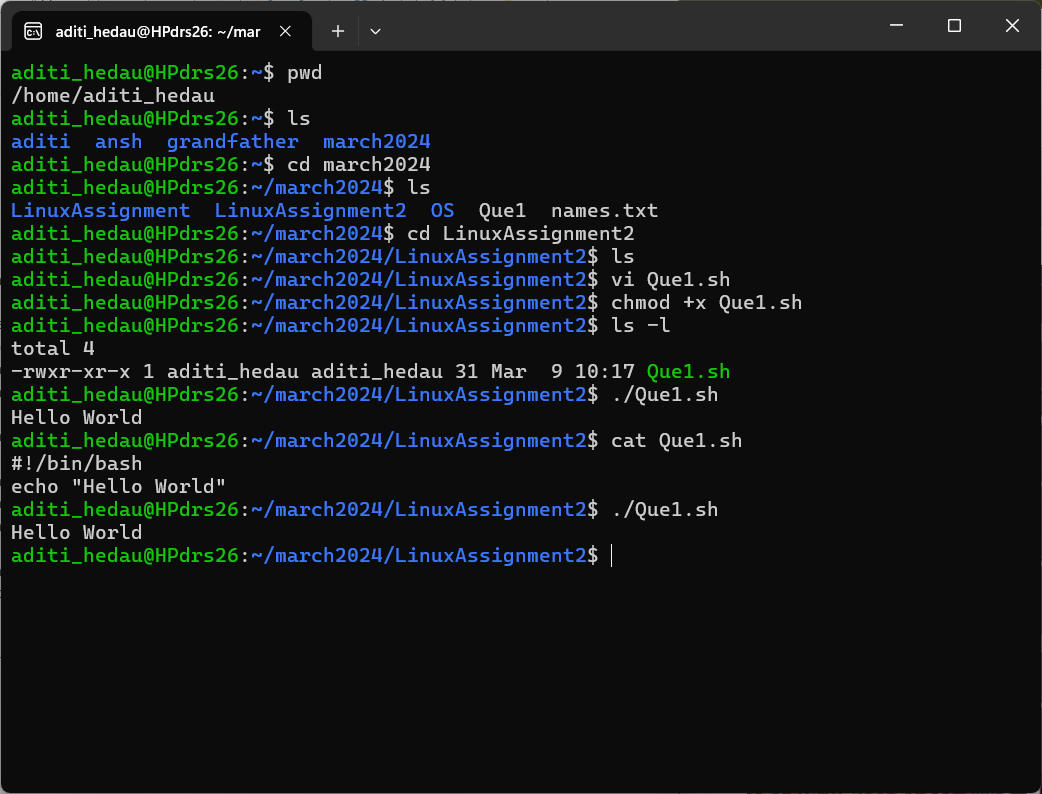 aditi_hedau@HPdrs26: ~/mar
aditi_hedau@HPdrs26:~$ pwd
/home/aditi_hedau
aditi_hedau@HPdrs26:~$ ls
aditi  ansh  grandfather  march2024
aditi_hedau@HPdrs26:~$ cd march2024
aditi_hedau@HPdrs26:~/march2024$ ls
LinuxAssignment  LinuxAssignment2  OS  Que1  names.txt
aditi_hedau@HPdrs26:~/march2024$ cd LinuxAssignment2
aditi_hedau@HPdrs26:~/march2024/LinuxAssignment2$ ls
aditi_hedau@HPdrs26:~/march2024/LinuxAssignment2$ vi Que1.sh
aditi_hedau@HPdrs26:~/march2024/LinuxAssignment2$ chmod +x Que1.sh
aditi_hedau@HPdrs26:~/march2024/LinuxAssignment2$ ls -l
total 4
-rwxr-xr-x 1 aditi_hedau aditi_hedau 31 Mar  9 10:17 Que1.sh
aditi_hedau@HPdrs26:~/march2024/LinuxAssignment2$ ./Que1.sh
Hello World
aditi_hedau@HPdrs26:~/march2024/LinuxAssignment2$ cat Que1.sh
#!/bin/bash
echo "Hello World"
aditi_hedau@HPdrs26:~/march2024/LinuxAssignment2$ ./Que1.sh
Hello World
aditi_hedau@HPdrs26:~/march2024/LinuxAssignment2$